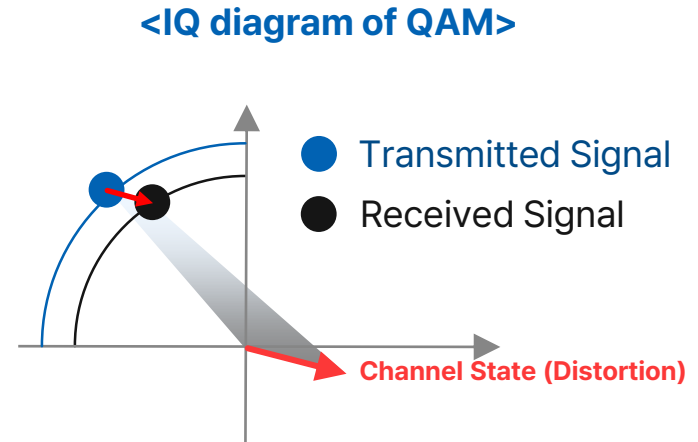 <IQ diagram of QAM>
Transmitted Signal
Received Signal
Channel State (Distortion)